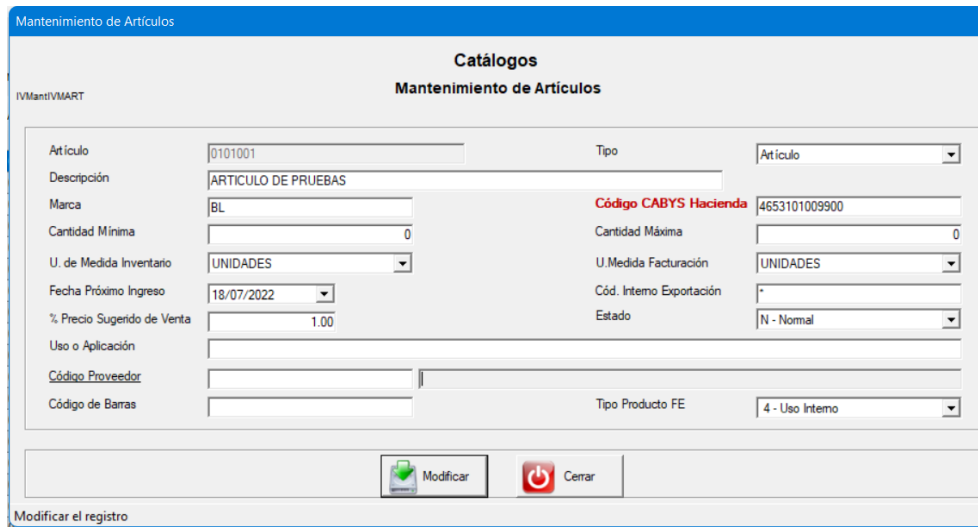 Mantenimiento de Artículos
Catálogos
Mantenimiento de Artículos
IVMantIVMART
Artículo 0101001 Tipo Artículo
Descripción ARTICULO DE PRUEBAS
Marca BL Código CABYS Hacienda 4653101009900
Cantidad Mínima 0 Cantidad Máxima 0
U. de Medida Inventario UNIDADES U.Medida Facturación UNIDADES
Fecha Próximo Ingreso 18/07/2022 Cód. Interno Exportación *
% Precio Sugerido de Venta 1.00 Estado N - Normal
Uso o Aplicación
Código Proveedor
Código de Barras Tipo Producto FE 4 - Uso Interno
Modificar Cerrar
Modificar el registro